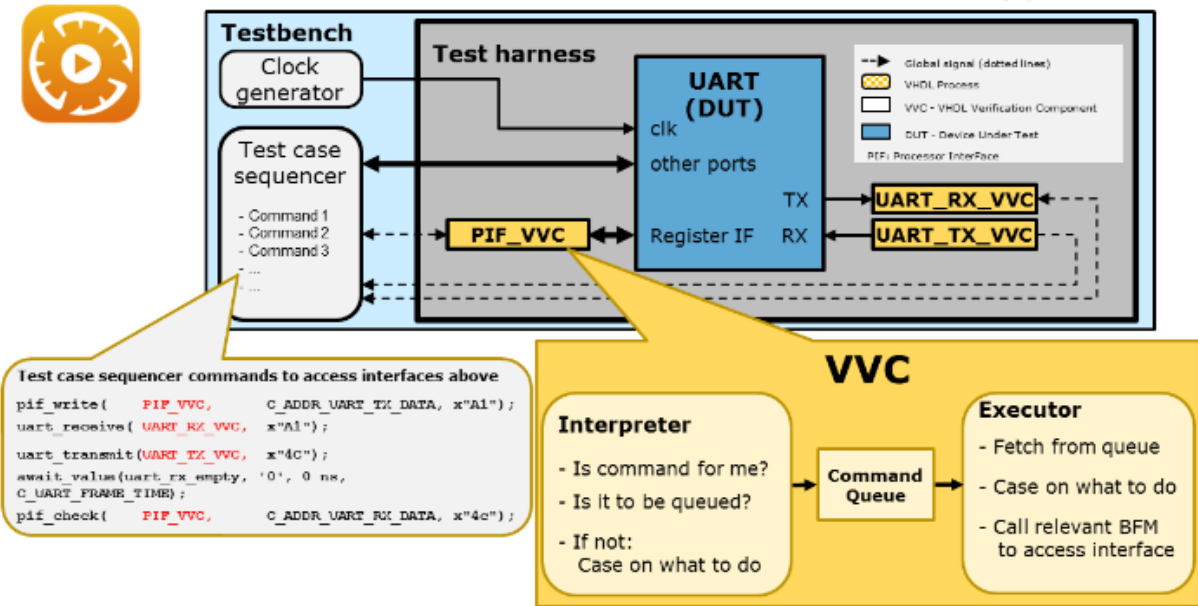 Testbench
Clock
generator
Test case
sequencer
- Command 1
- Command 2
- Command 3
- ...
- ...
Test harness
UART
(DUT)
clk
other ports
TX
Register IF
RX
PIF_VVC
UART_RX_VVC
UART_TX_VVC
Global signal (dotted lines)
VHDL Process
VVC - VHDL Verification Component
DUT - Device Under Test
PIF: Processor InterFace
Test case sequencer commands to access interfaces above
pif_write( PIF_VVC, C_ADDR_UART_TX_DATA, x"A1");
uart_receive( UART_RX_VVC, x"A1");
uart_transmit(UART_TX_VVC, x"4C");
await_value(uart_rx_empty, '0', 0 ns,
C_UART_FRAME_TIME);
pif_check( PIF_VVC, C_ADDR_UART_RX_DATA, x"4c");
VVC
Interpreter
- Is command for me?
- Is it to be queued?
- If not:
Case on what to do
Command
Queue
Executor
- Fetch from queue
- Case on what to do
- Call relevant BFM
to access interface